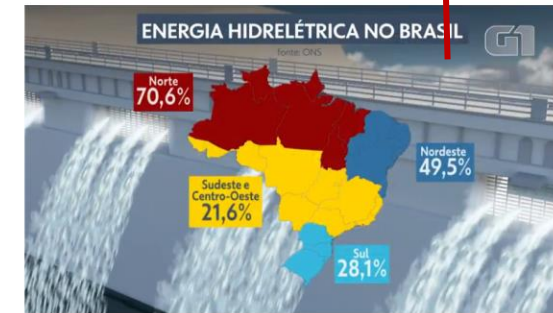 ENERGIA HIDRELÉTRICA NO BRASIL
G1
Fonte: ONS
Norte
70,6%
Nordeste
49,5%
Sudeste e
Centro-Oeste
21,6%
Sul
28,1%